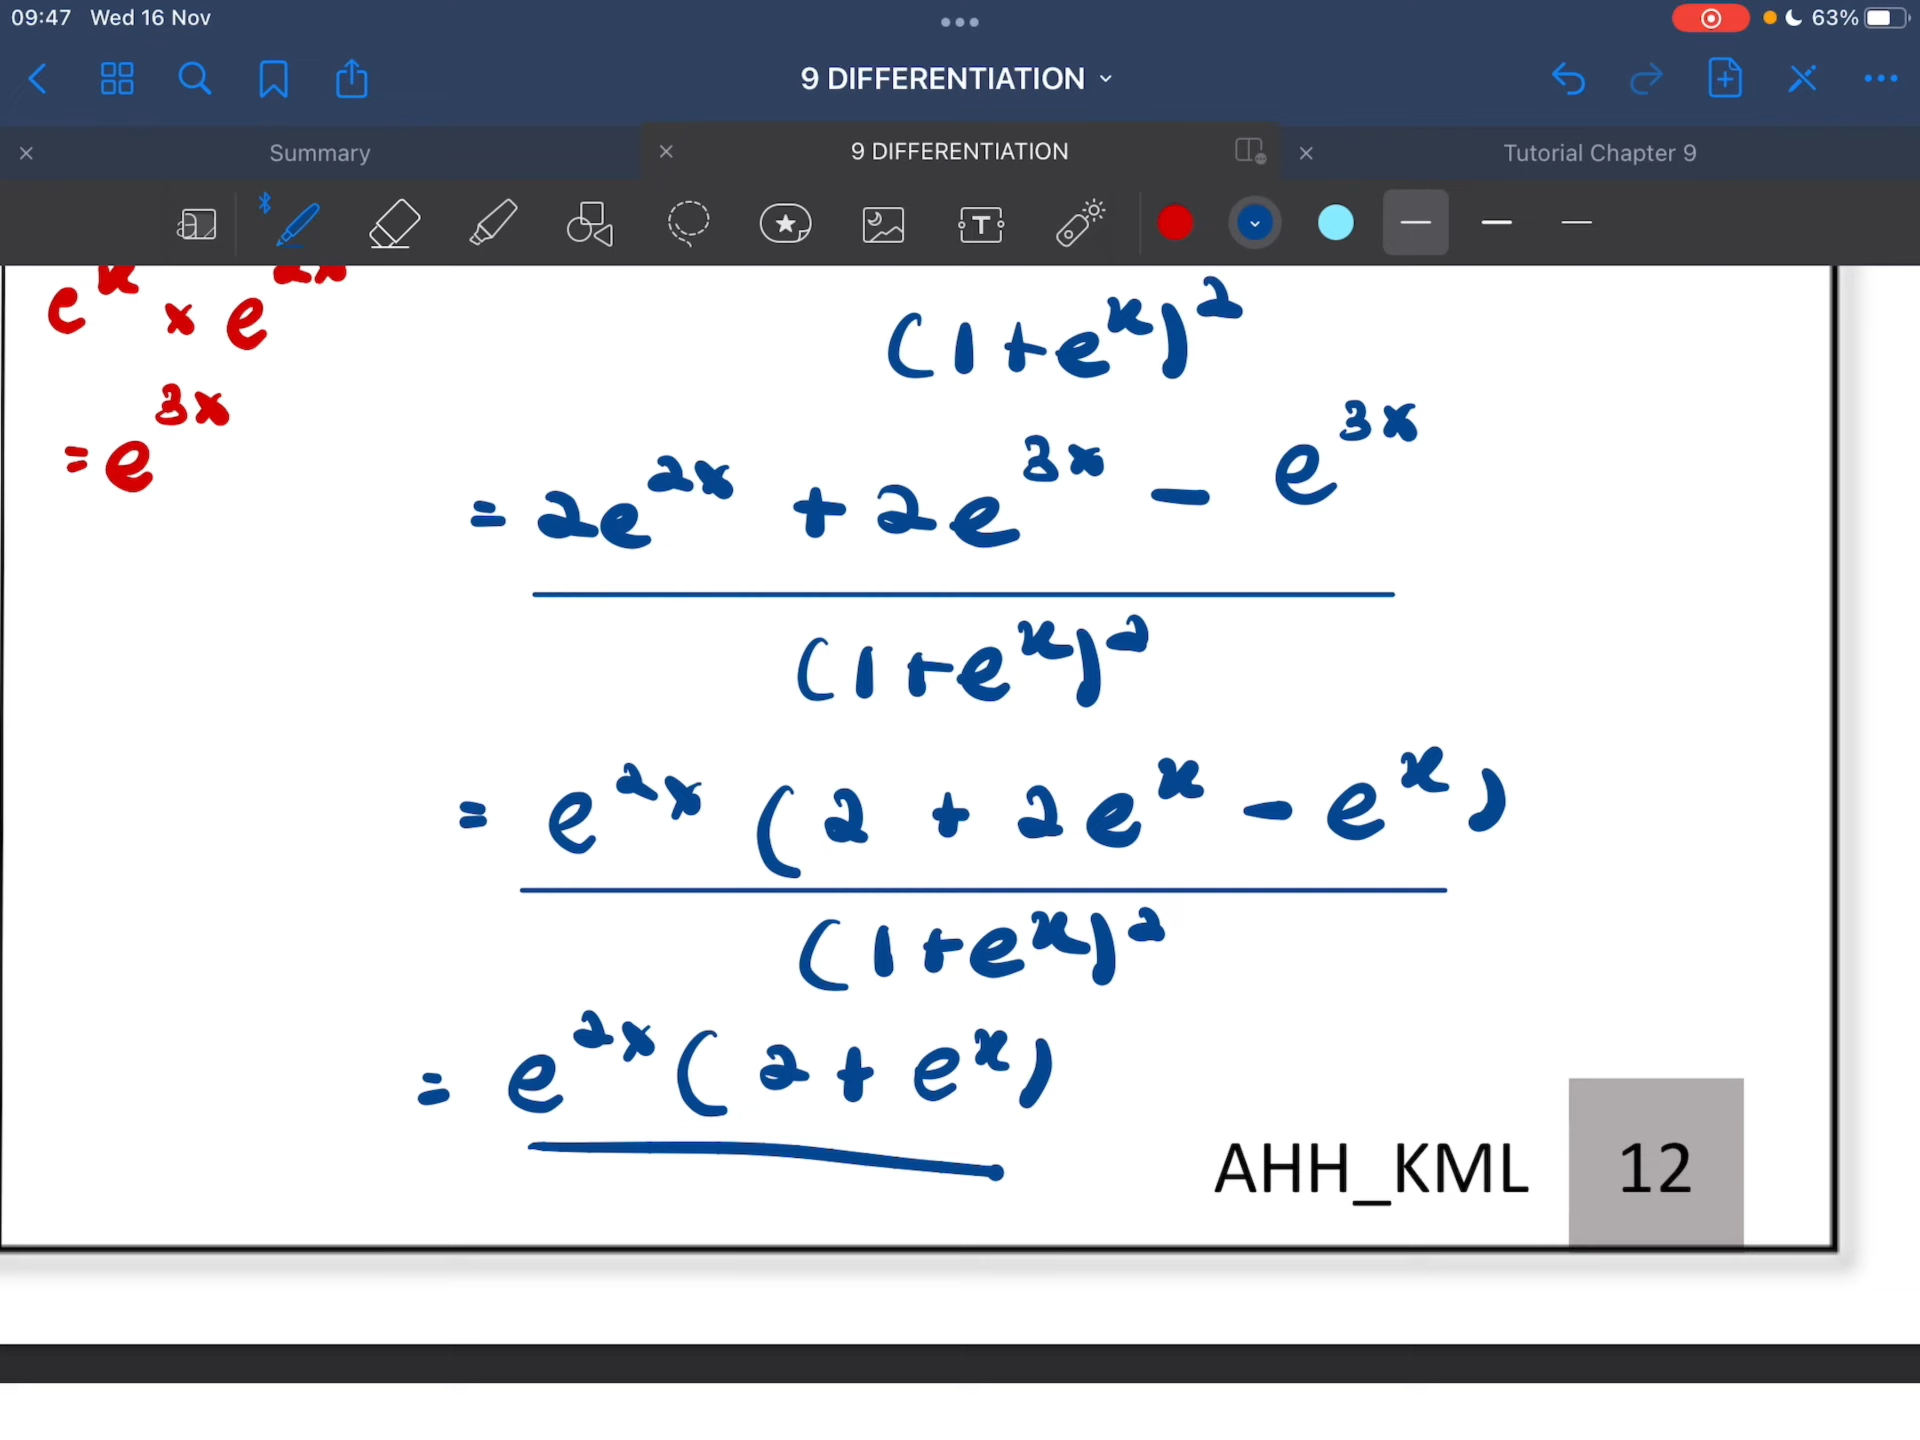 09:47 Wed 16 Nov
63%
9 DIFFERENTIATION
Summary
9 DIFFERENTIATION
Tutorial Chapter 9
T
e^x × e^2x
= e^3x
(1+e^x)^2
= 2e^2x + 2e^3x − e^3x
(1+e^x)^2
= e^2x (2 + 2e^x − e^x)
(1+e^x)^2
= e^2x (2 + e^x)
AHH_KML 12